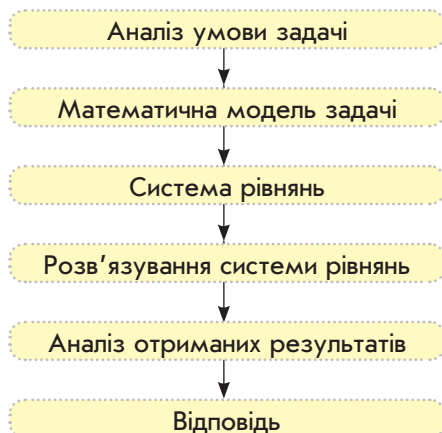 Аналіз умови задачі
Математична модель задачі
Система рівнянь
Розв'язування системи рівнянь
Аналіз отриманих результатів
Відповідь